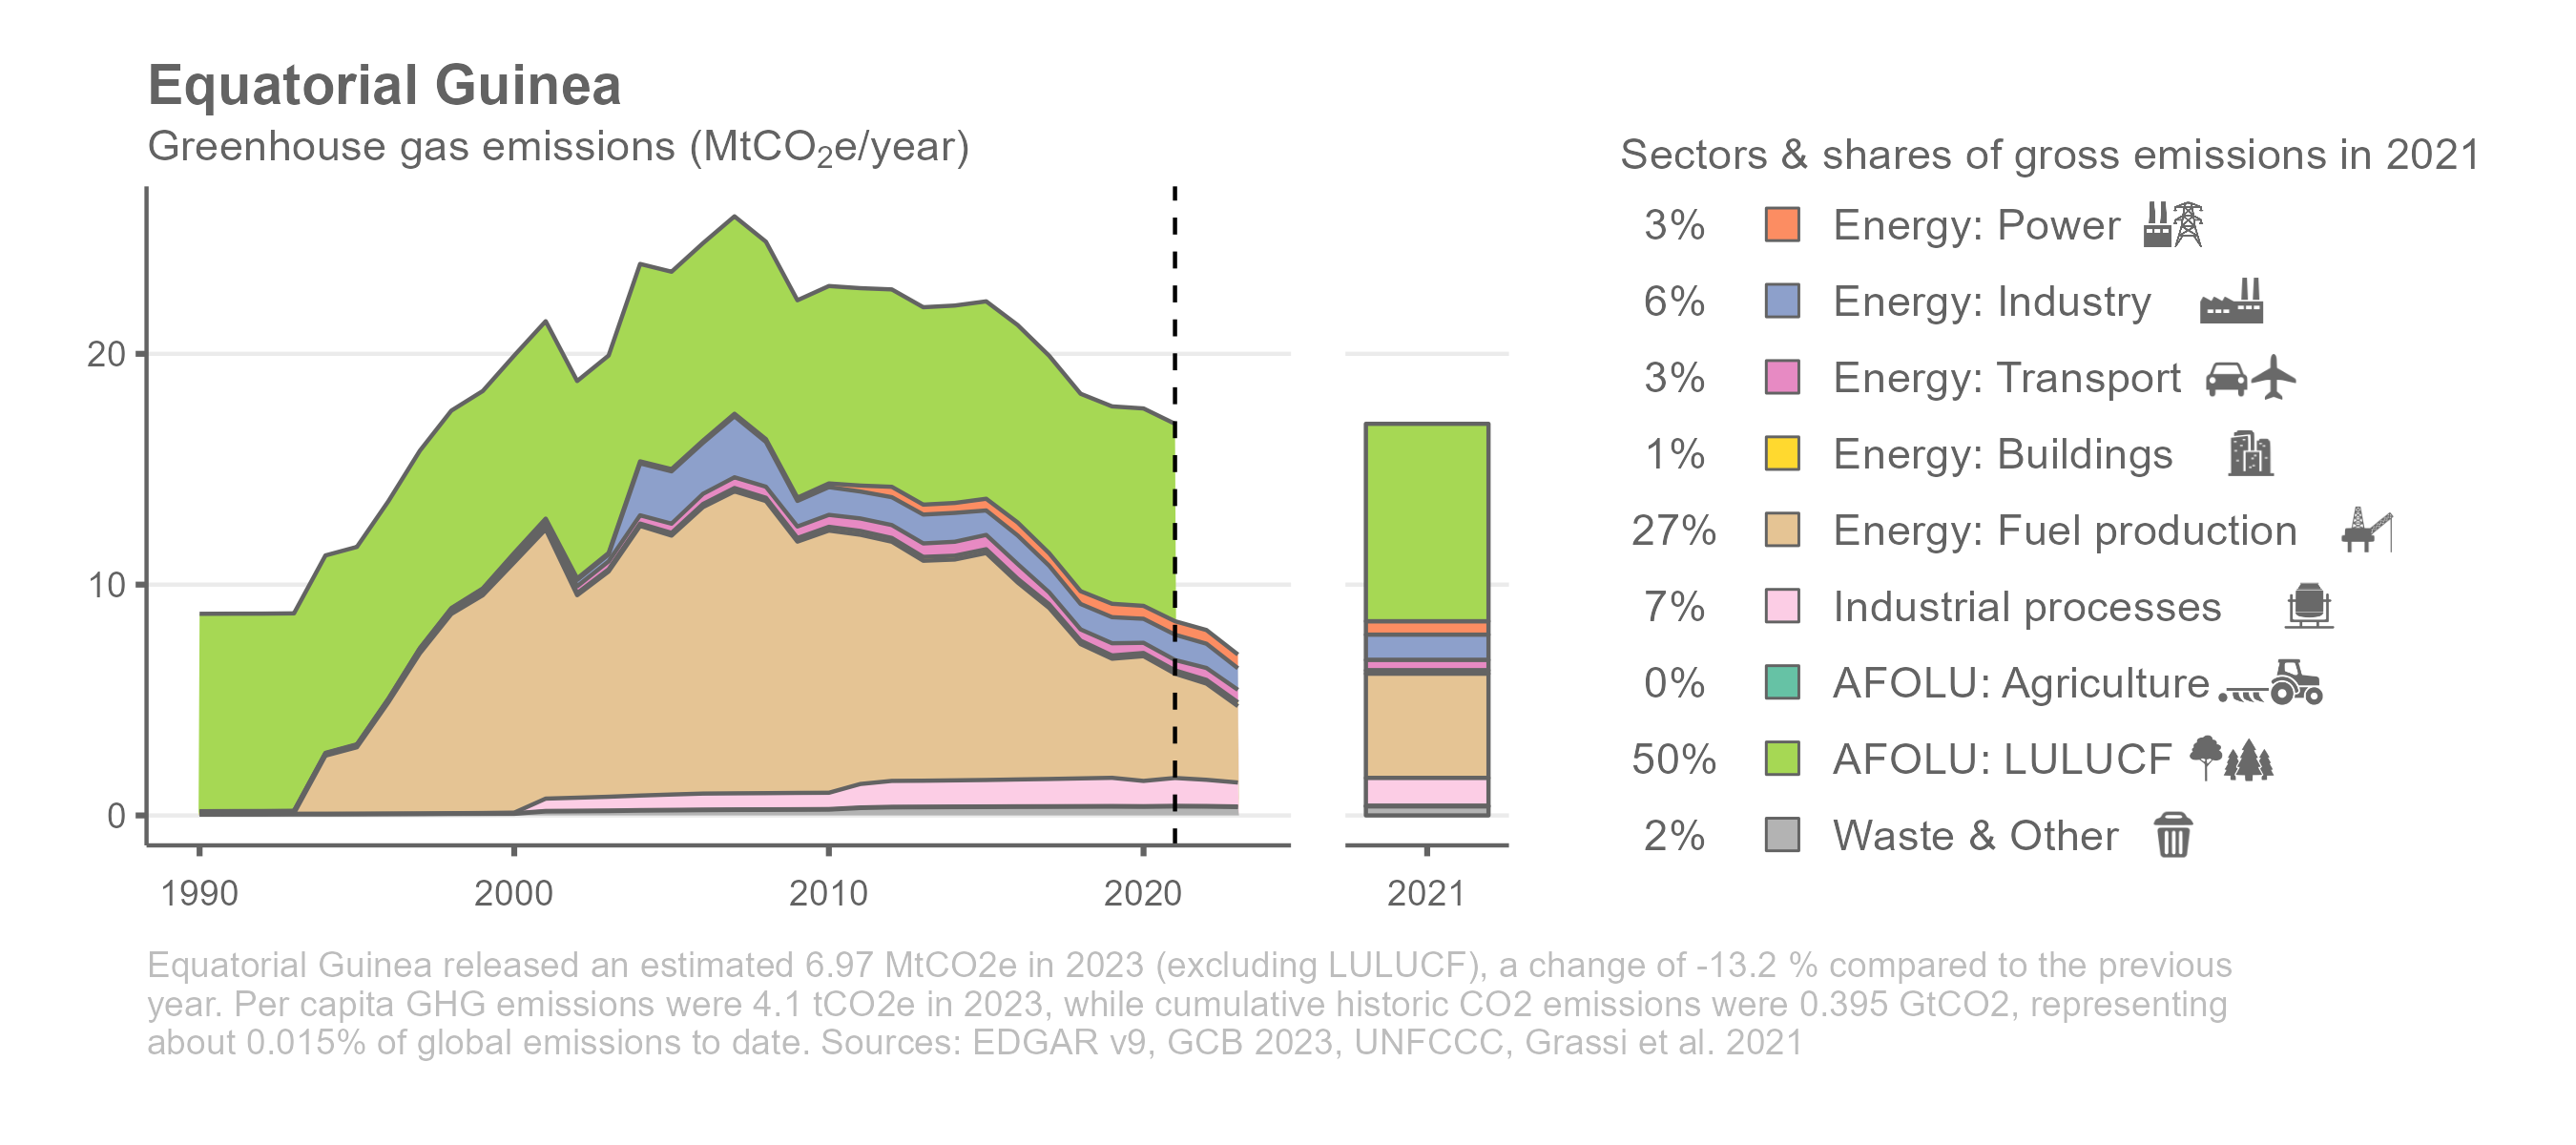 Equatorial Guinea
Greenhouse gas emissions (MtCO₂e/year)
20
10
0
1990
2000
2010
2020
2021
Sectors & shares of gross emissions in 2021
3% Energy: Power
6% Energy: Industry
3% Energy: Transport
1% Energy: Buildings
27% Energy: Fuel production
7% Industrial processes
0% AFOLU: Agriculture
50% AFOLU: LULUCF
2% Waste & Other
Equatorial Guinea released an estimated 6.97 MtCO2e in 2023 (excluding LULUCF), a change of -13.2 % compared to the previous
year. Per capita GHG emissions were 4.1 tCO2e in 2023, while cumulative historic CO2 emissions were 0.395 GtCO2, representing
about 0.015% of global emissions to date. Sources: EDGAR v9, GCB 2023, UNFCCC, Grassi et al. 2021